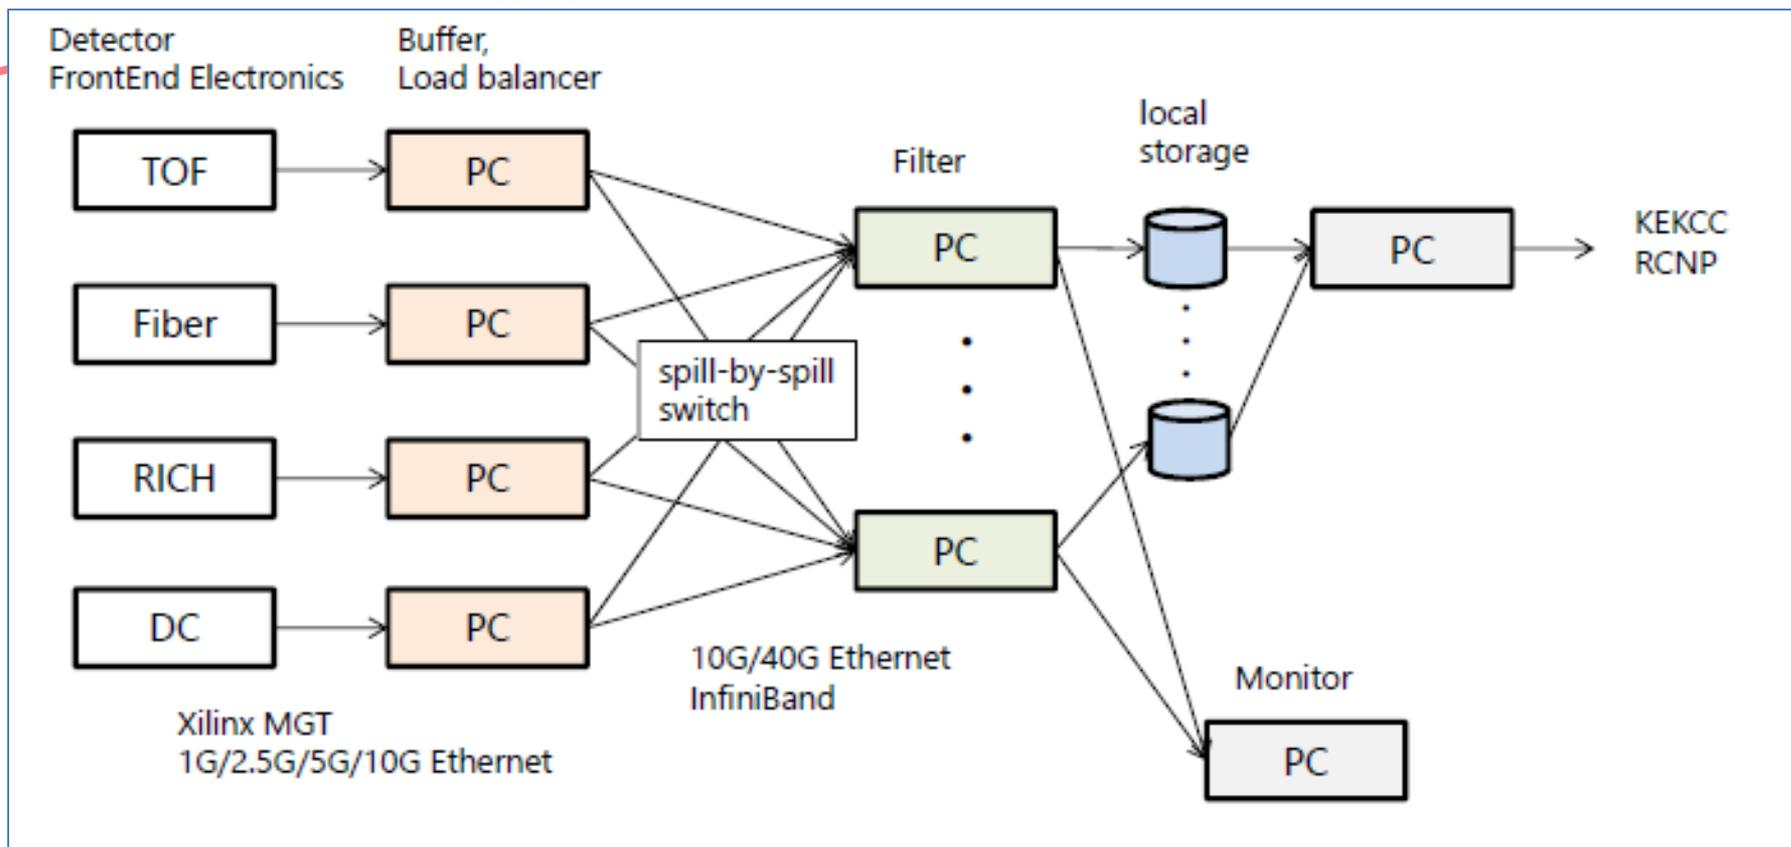 Detector
FrontEnd Electronics
Buffer,
Load balancer
TOF
PC
Fiber
PC
RICH
PC
DC
PC
spill-by-spill
switch
Filter
PC
PC
local
storage
PC
KEKCC
RCNP
Monitor
PC
10G/40G Ethernet
InfiniBand
Xilinx MGT
1G/2.5G/5G/10G Ethernet